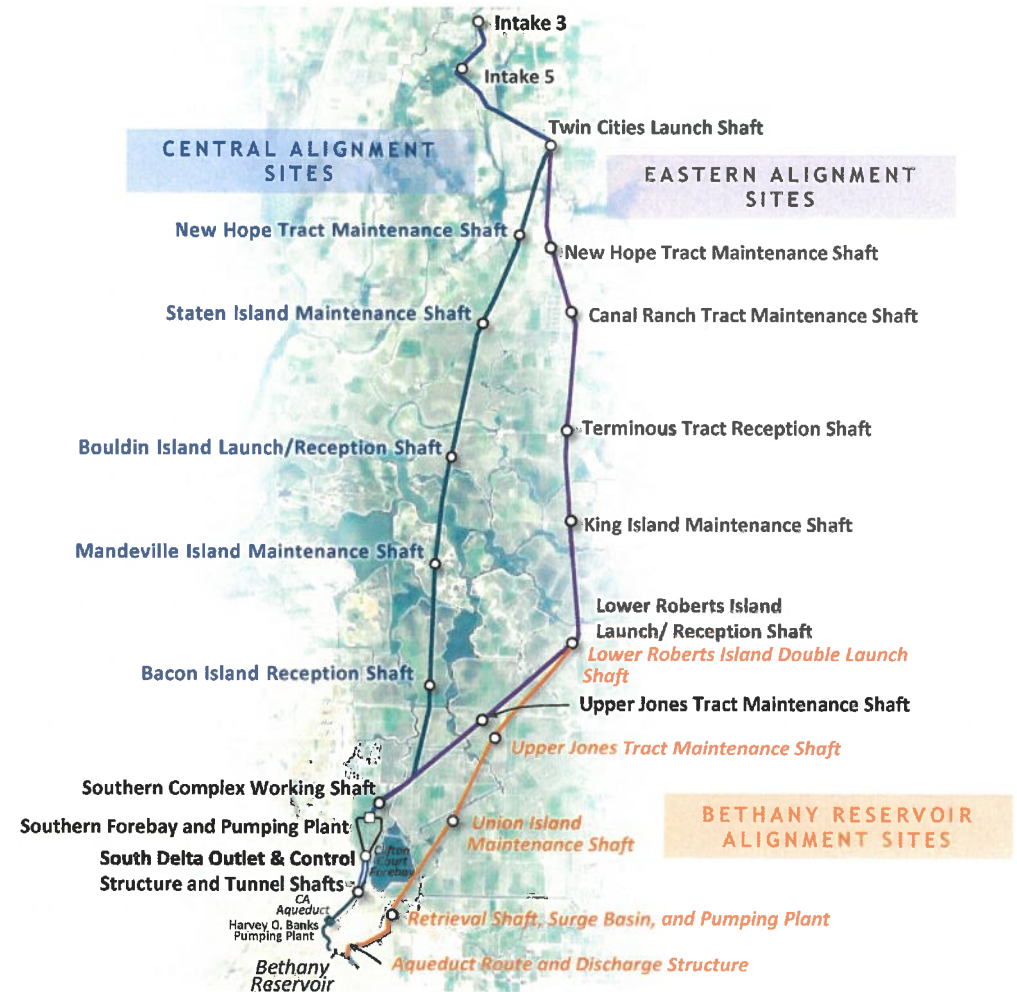 Intake 3
Intake 5
Twin Cities Launch Shaft
CENTRAL ALIGNMENT
SITES
EASTERN ALIGNMENT
SITES
New Hope Tract Maintenance Shaft
New Hope Tract Maintenance Shaft
Staten Island Maintenance Shaft
Canal Ranch Tract Maintenance Shaft
Terminous Tract Reception Shaft
Bouldin Island Launch/Reception Shaft
King Island Maintenance Shaft
Mandeville Island Maintenance Shaft
Lower Roberts Island
Launch/ Reception Shaft
Lower Roberts Island Double Launch
Shaft
Bacon Island Reception Shaft
Upper Jones Tract Maintenance Shaft
Upper Jones Tract Maintenance Shaft
Southern Complex Working Shaft
Southern Forebay and Pumping Plant
BETHANY RESERVOIR
ALIGNMENT SITES
Union Island
Maintenance Shaft
South Delta Outlet & Control
Structure and Tunnel Shafts
Clifton
Court
Forebay
CA
Aqueduct
Harvey O. Banks
Pumping Plant
Retrieval Shaft, Surge Basin, and Pumping Plant
Aqueduct Route and Discharge Structure
Bethany
Reservoir